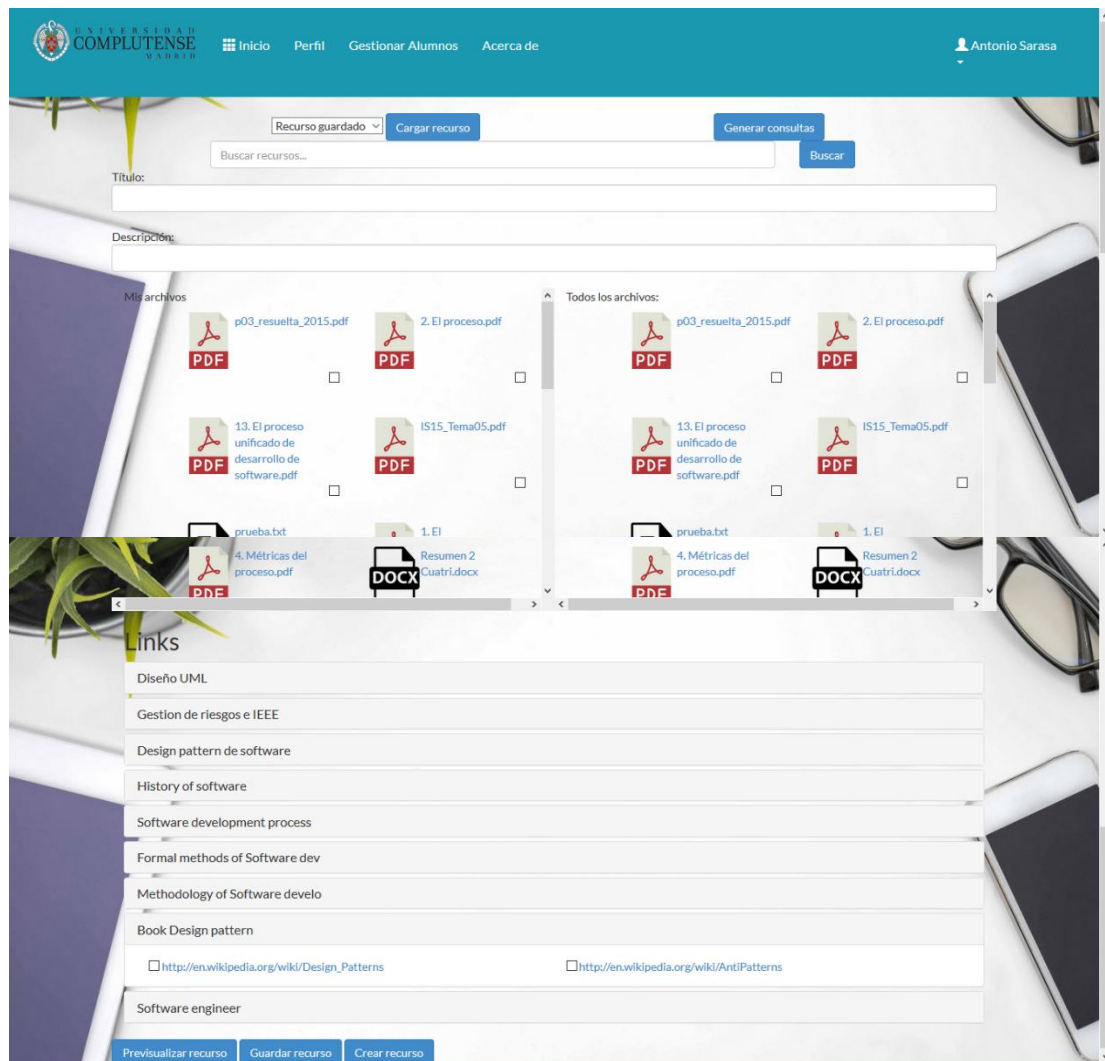 UNIVERSIDAD
COMPLUTENSE
MADRID
Inicio Perfil Gestionar Alumnos Acerca de
Antonio Sarasa
Recurso guardado Cargar recurso Generar consultas
Buscar recursos... Buscar
Título:
Descripción:
Mis archivos
p03_resuelta_2015.pdf 2. El proceso.pdf
PDF PDF
13. El proceso
unificado de
desarrollo de
software.pdf
IS15_Tema05.pdf
PDF PDF
prueba.txt 1. El
4. Métricas del
proceso.pdf
PDF
Resumen 2
Cuatri.docx
DOCX
Todos los archivos:
p03_resuelta_2015.pdf 2. El proceso.pdf
PDF PDF
13. El proceso
unificado de
desarrollo de
software.pdf
IS15_Tema05.pdf
PDF PDF
prueba.txt 1. El
4. Métricas del
proceso.pdf
PDF
Resumen 2
Cuatri.docx
DOCX
Links
Diseño UML
Gestion de riesgos e IEEE
Design pattern de software
History of software
Software development process
Formal methods of Software dev
Methodology of Software develo
Book Design pattern
http://en.wikipedia.org/wiki/Design_Patterns http://en.wikipedia.org/wiki/AntiPatterns
Software engineer
Previsualizar recurso Guardar recurso Crear recurso